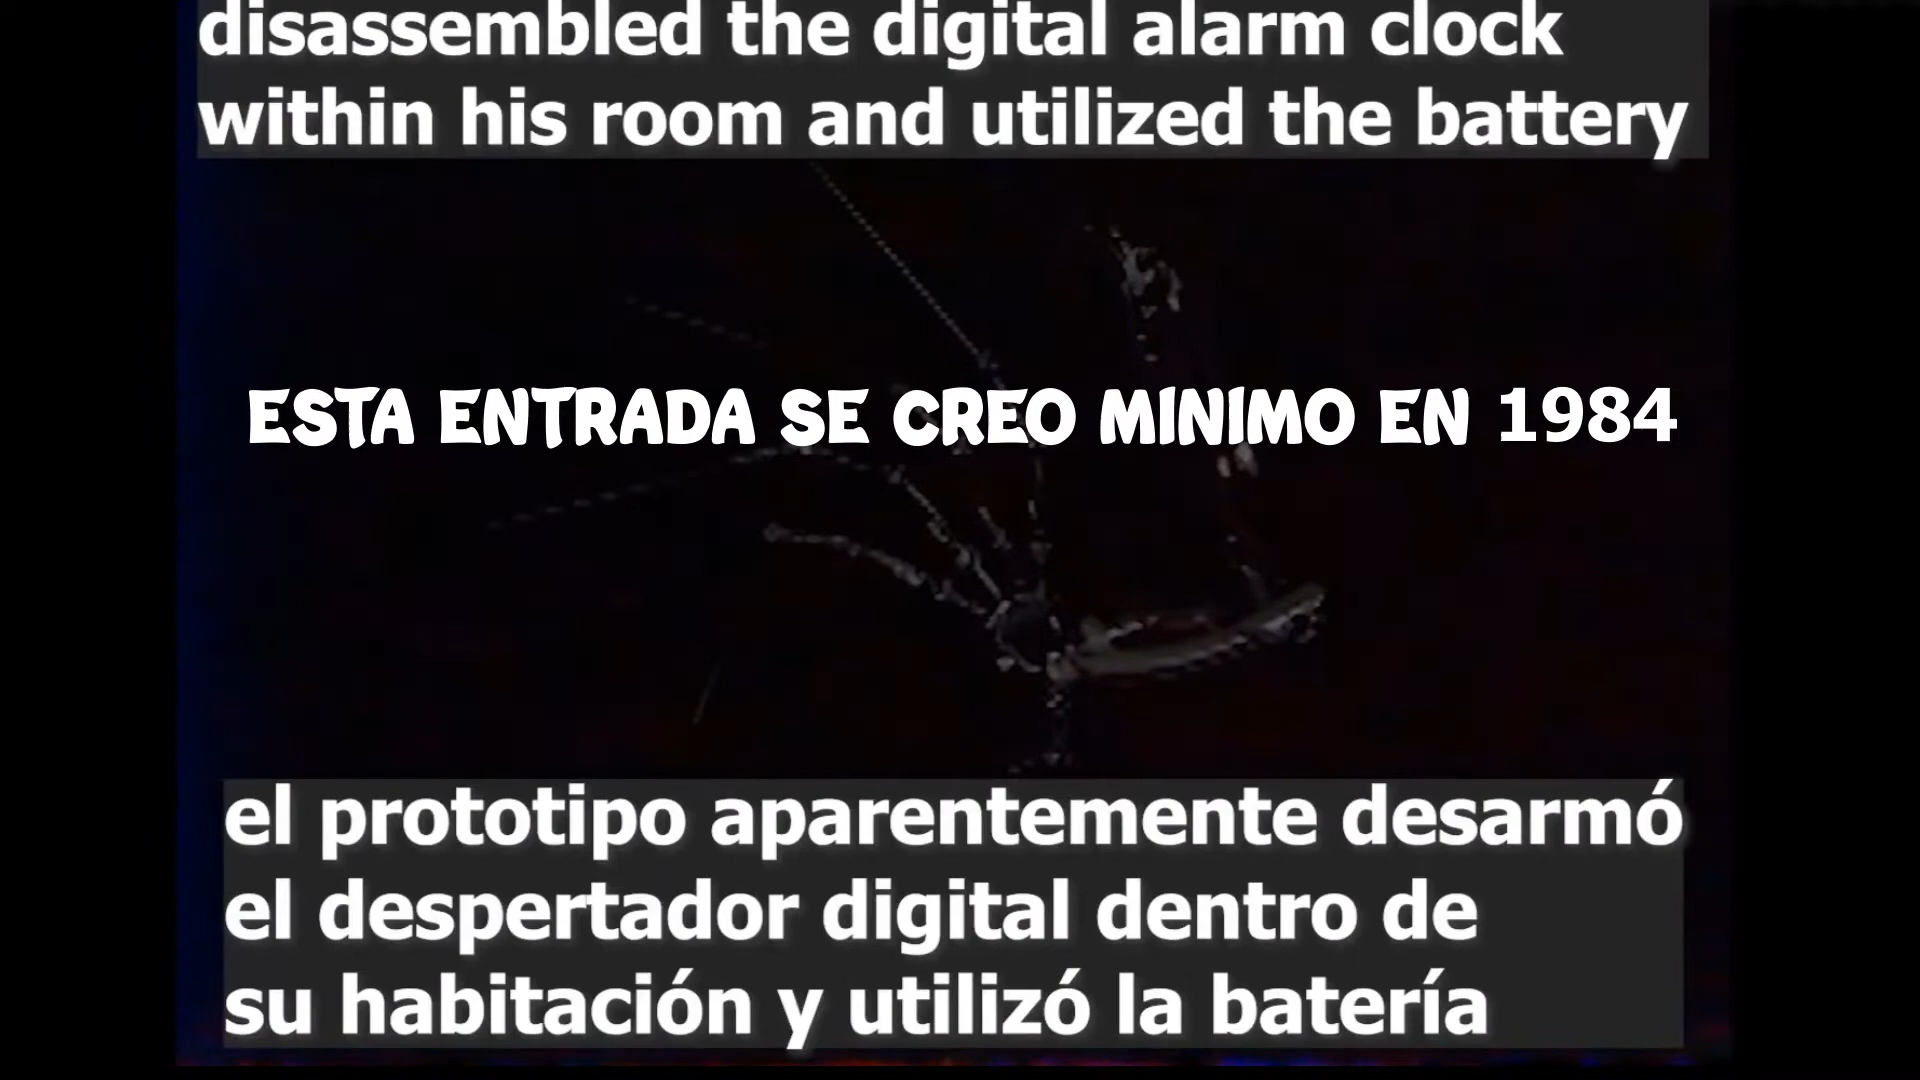 disassembled the digital alarm clock
within his room and utilized the battery
ESTA ENTRADA SE CREO MINIMO EN 1984
el prototipo aparentemente desarmó
el despertador digital dentro de
su habitación y utilizó la batería